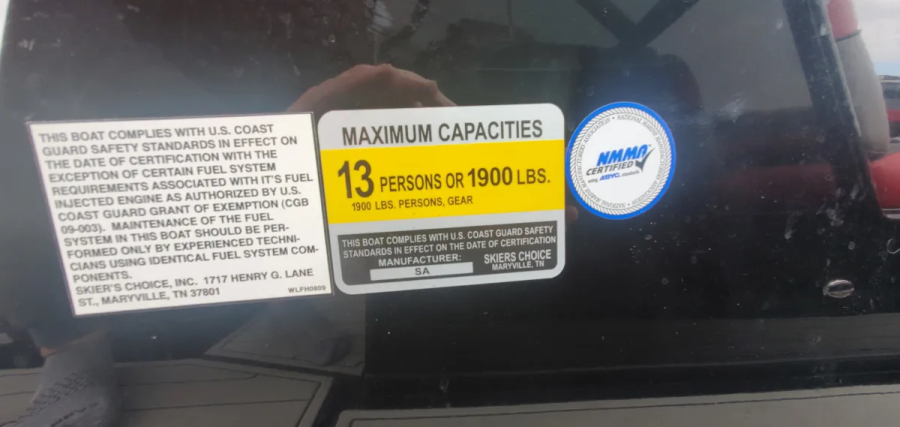 THIS BOAT COMPLIES WITH U.S. COAST
GUARD SAFETY STANDARDS IN EFFECT ON
THE DATE OF CERTIFICATION WITH THE
EXCEPTION OF CERTAIN FUEL SYSTEM
REQUIREMENTS ASSOCIATED WITH IT'S FUEL
INJECTED ENGINE AS AUTHORIZED BY U.S.
COAST GUARD GRANT OF EXEMPTION (CGB
09-003). MAINTENANCE OF THE FUEL
SYSTEM IN THIS BOAT SHOULD BE PER-
FORMED ONLY BY EXPERIENCED TECHNI-
CIANS USING IDENTICAL FUEL SYSTEM COM-
PONENTS.
SKIER'S CHOICE, INC. 1717 HENRY G. LANE
ST., MARYVILLE, TN 37801
WLFH0809
MAXIMUM CAPACITIES
13 PERSONS OR 1900 LBS.
1900 LBS. PERSONS, GEAR
THIS BOAT COMPLIES WITH U.S. COAST GUARD SAFETY
STANDARDS IN EFFECT ON THE DATE OF CERTIFICATION
MANUFACTURER:
SA
SKIERS CHOICE
MARYVILLE, TN
NMMA
CERTIFIED
using ABYC standards